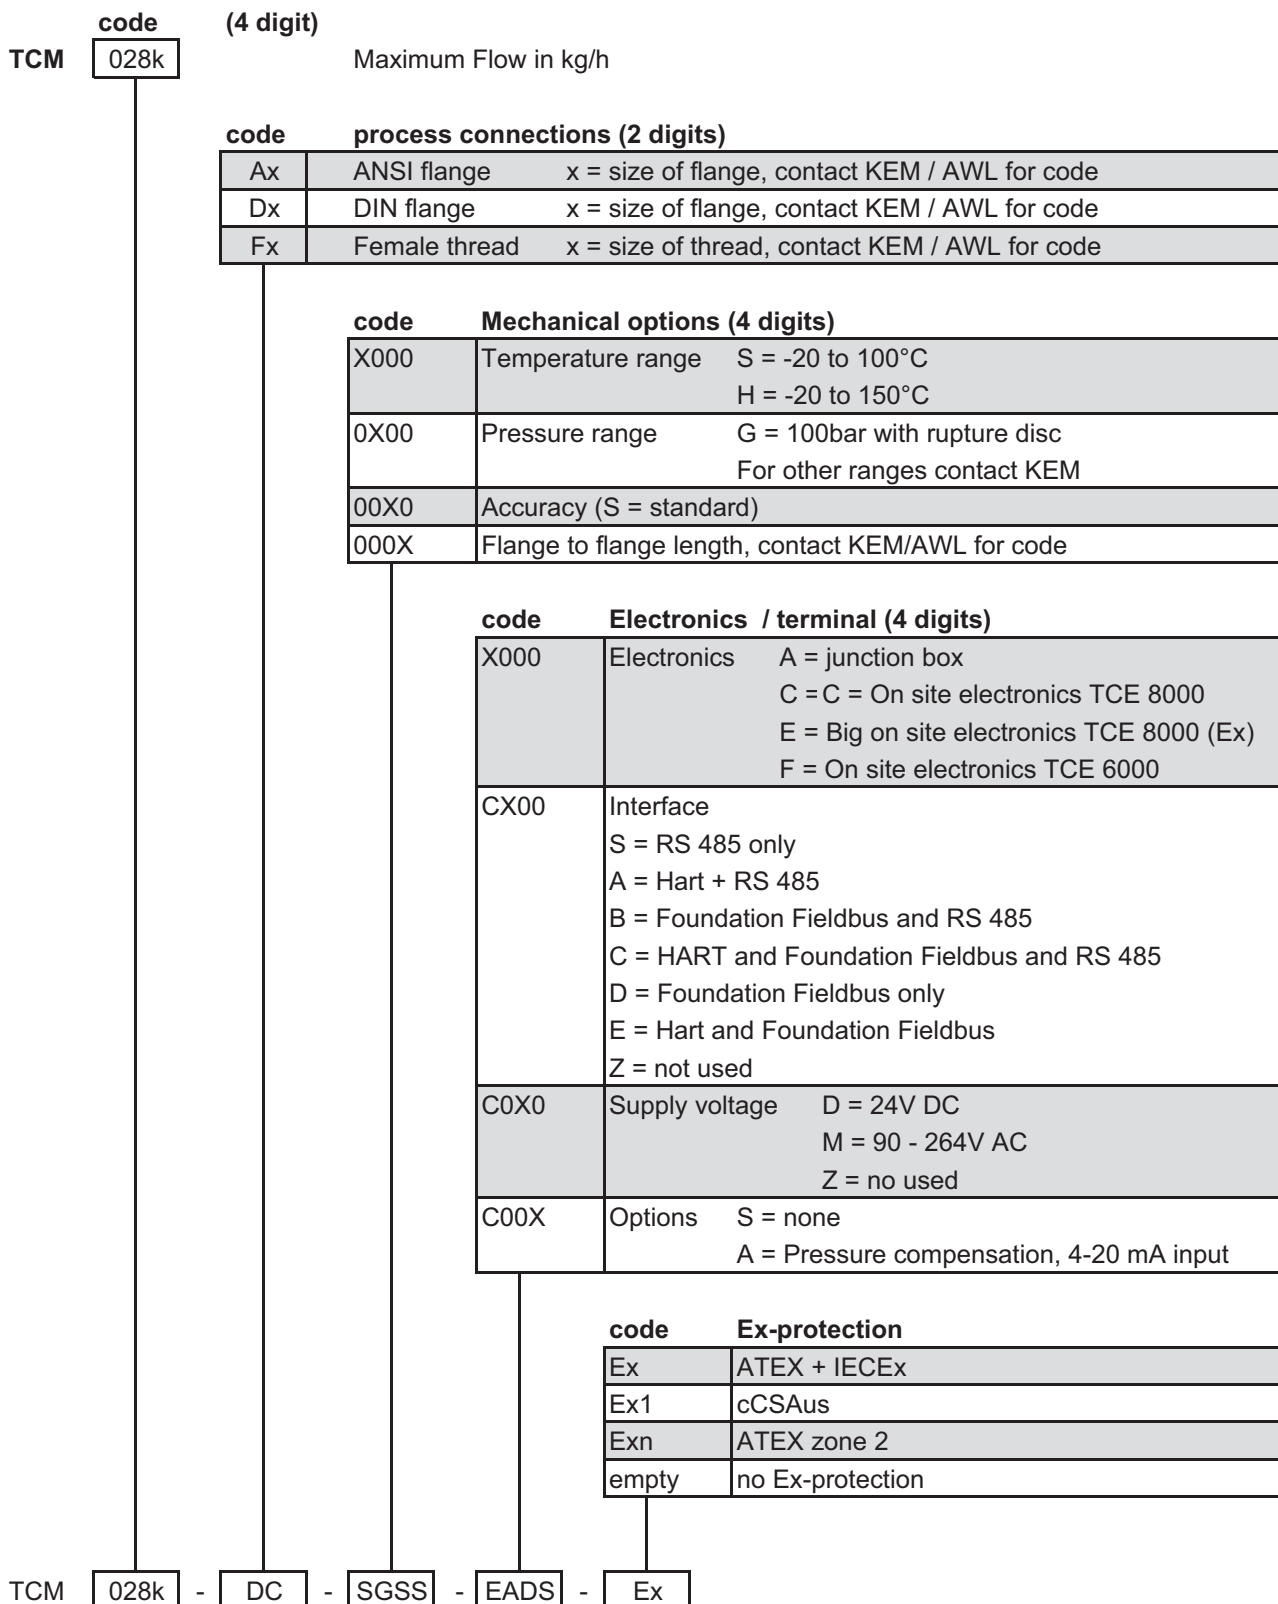 code (4 digit)
TCM 028k Maximum Flow in kg/h
code process connections (2 digits)
Ax ANSI flange x = size of flange, contact KEM / AWL for code
Dx DIN flange x = size of flange, contact KEM / AWL for code
Fx Female thread x = size of thread, contact KEM / AWL for code
code Mechanical options (4 digits)
X000 Temperature range S = -20 to 100°C
H = -20 to 150°C
0X00 Pressure range G = 100bar with rupture disc
For other ranges contact KEM
00X0 Accuracy (S = standard)
000X Flange to flange length, contact KEM/AWL for code
code Electronics / terminal (4 digits)
X000 Electronics A = junction box
C = C = On site electronics TCE 8000
E = Big on site electronics TCE 8000 (Ex)
F = On site electronics TCE 6000
CX00 Interface
S = RS 485 only
A = Hart + RS 485
B = Foundation Fieldbus and RS 485
C = HART and Foundation Fieldbus and RS 485
D = Foundation Fieldbus only
E = Hart and Foundation Fieldbus
Z = not used
C0X0 Supply voltage D = 24V DC
M = 90 - 264V AC
Z = no used
C00X Options S = none
A = Pressure compensation, 4-20 mA input
code Ex-protection
Ex ATEX + IECEx
Ex1 cCSAus
Exn ATEX zone 2
empty no Ex-protection
TCM 028k - DC - SGSS - EADS - Ex